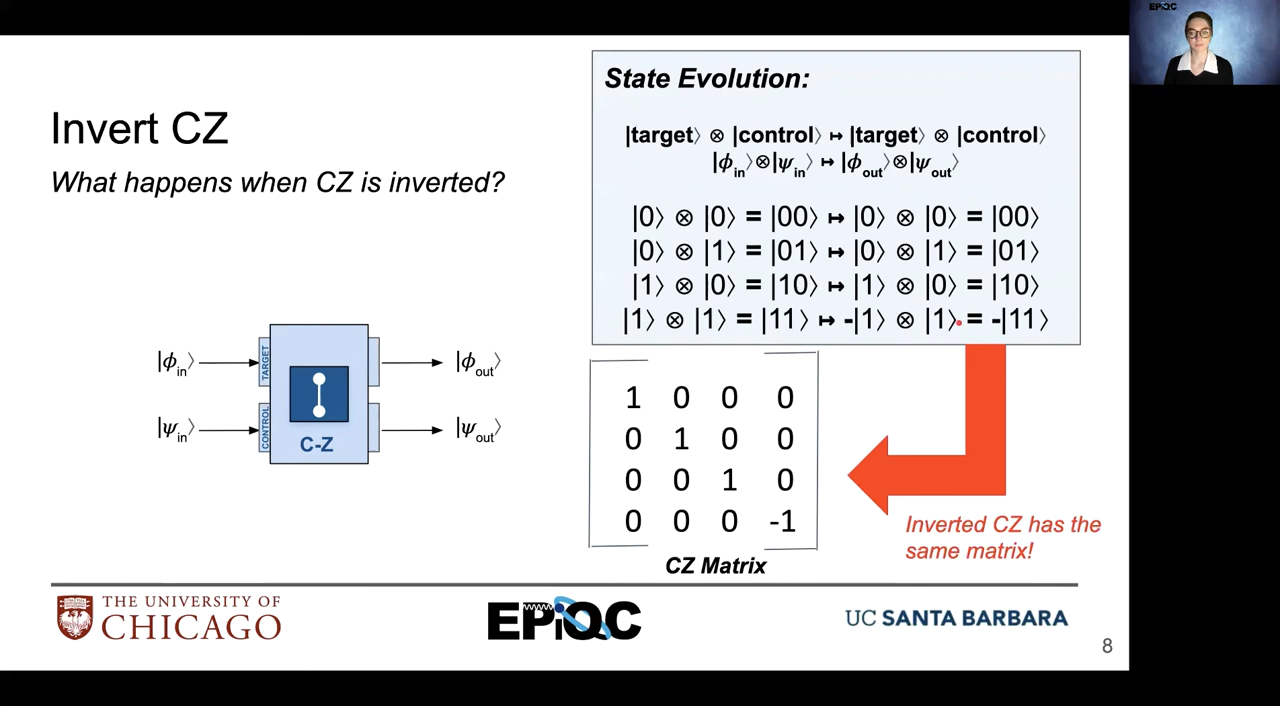 EPiQC
Invert CZ
What happens when CZ is inverted?
State Evolution:
|target⟩ ⊗ |control⟩ ↦ |target⟩ ⊗ |control⟩
|ϕin⟩⊗|ψin⟩ ↦ |ϕout⟩⊗|ψout⟩
|0⟩ ⊗ |0⟩ = |00⟩ ↦ |0⟩ ⊗ |0⟩ = |00⟩
|0⟩ ⊗ |1⟩ = |01⟩ ↦ |0⟩ ⊗ |1⟩ = |01⟩
|1⟩ ⊗ |0⟩ = |10⟩ ↦ |1⟩ ⊗ |0⟩ = |10⟩
|1⟩ ⊗ |1⟩ = |11⟩ ↦ -|1⟩ ⊗ |1⟩ = -|11⟩
|ϕin⟩
TARGET
|ϕout⟩
|ψin⟩
CONTROL
|ψout⟩
C-Z
1 0 0 0
0 1 0 0
0 0 1 0
0 0 0 -1
CZ Matrix
Inverted CZ has the
same matrix!
THE UNIVERSITY OF
CHICAGO
EPiQC
UC SANTA BARBARA
8